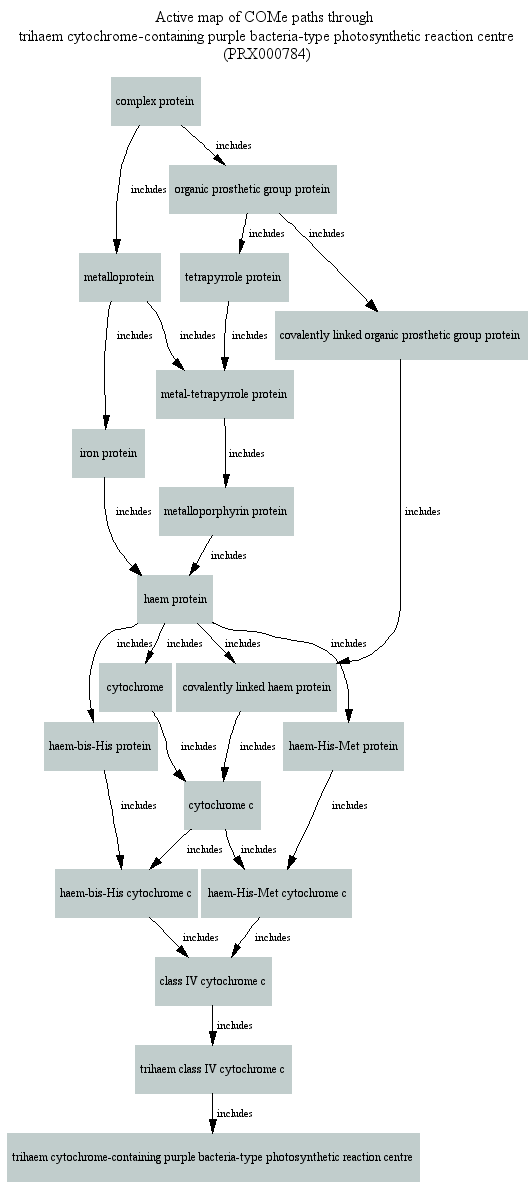 Active map of COMe paths through
trihaem cytochrome-containing purple bacteria-type photosynthetic reaction centre
(PRX000784)
complex protein
includes
includes
organic prosthetic group protein
includes
includes
metalloprotein
tetrapyrrole protein
includes
includes
includes
covalently linked organic prosthetic group protein
metal-tetrapyrrole protein
iron protein
includes
includes
metalloporphyrin protein
includes
includes
haem protein
includes
includes
includes
includes
cytochrome
covalently linked haem protein
haem-bis-His protein
includes
includes
haem-His-Met protein
includes
cytochrome c
includes
includes
includes
haem-bis-His cytochrome c
haem-His-Met cytochrome c
includes
includes
class IV cytochrome c
includes
trihaem class IV cytochrome c
includes
trihaem cytochrome-containing purple bacteria-type photosynthetic reaction centre